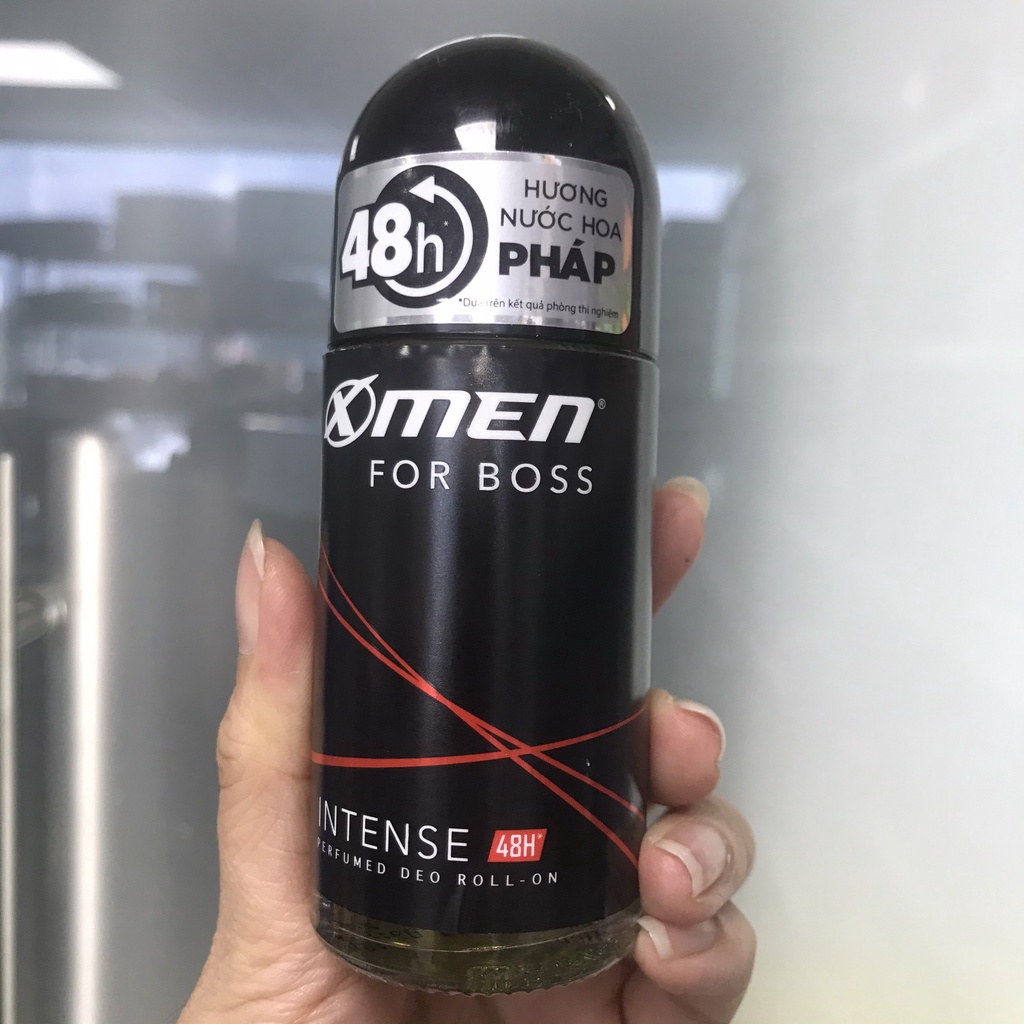 48h
HƯƠNG
NƯỚC HOA
PHÁP
*Dựa trên kết quả phòng thí nghiệm
XMEN®
FOR BOSS
INTENSE 48H*
PERFUMED DEO ROLL-ON